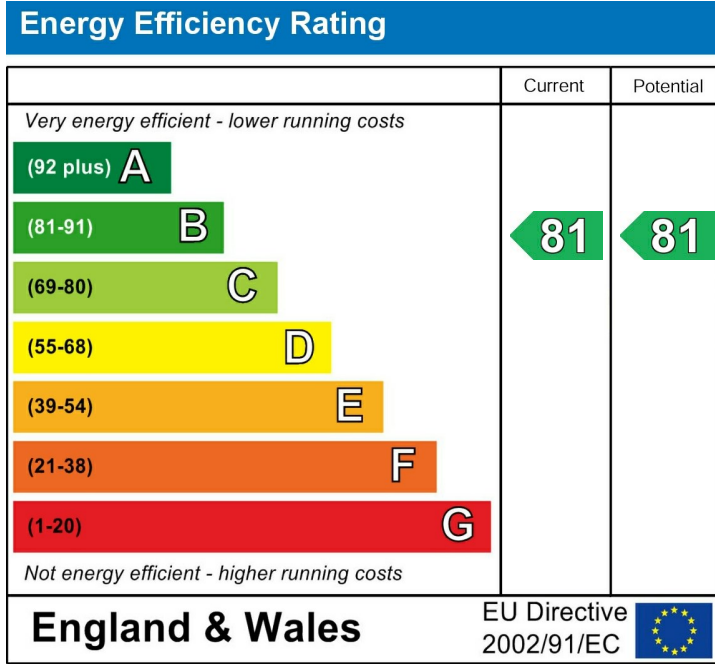 Energy Efficiency Rating
Current Potential
Very energy efficient - lower running costs
(92 plus) A
(81-91) B
81 81
(69-80) C
(55-68) D
(39-54) E
(21-38) F
(1-20) G
Not energy efficient - higher running costs
England & Wales
EU Directive
2002/91/EC